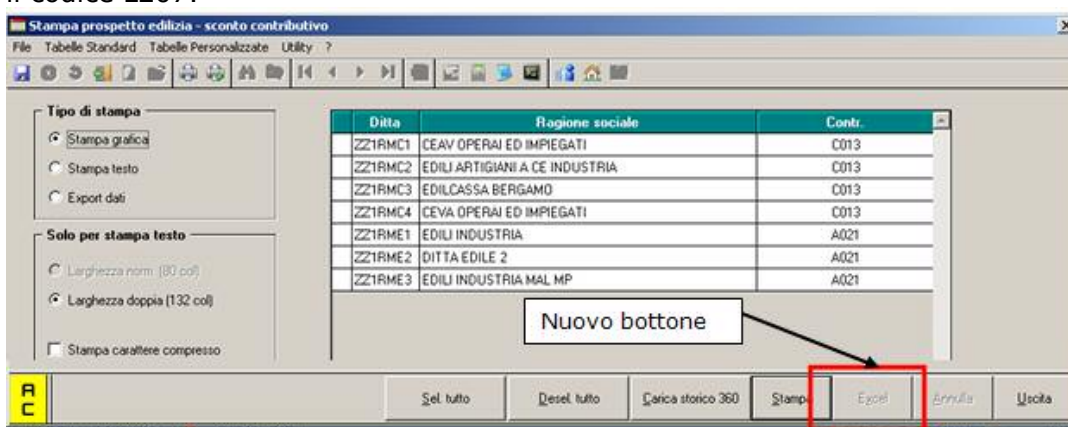 Stampa prospetto edilizia - sconto contributivo
File Tabelle Standard Tabelle Personalizzate Utility ?
Tipo di stampa
Stampa grafica
Stampa testo
Export dati
Solo per stampa testo
Larghezza norm. (80 col)
Larghezza doppia (132 col)
Stampa carattere compresso
Ditta Ragione sociale Contr.
ZZ1RMC1 CEAV OPERAI ED IMPIEGATI C013
ZZ1RMC2 EDILI ARTIGIANI A CE INDUSTRIA C013
ZZ1RMC3 EDILCASSA BERGAMO C013
ZZ1RMC4 CEVA OPERAI ED IMPIEGATI C013
ZZ1RME1 EDILI INDUSTRIA A021
ZZ1RME2 DITTA EDILE 2 A021
ZZ1RME3 EDILI INDUSTRIA MAL MP A021
Nuovo bottone
A C
Sel. tutto Desel. tutto Carica storico 360 Stampa Excel Annulla Uscita